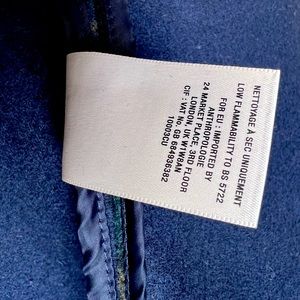 NETTOYAGE À SEC UNIQUEMENT
LOW FLAMMABILITY TO BS 5722
FOR EU : IMPORTED BY
ANTHROPOLOGIE
24 MARKET PLACE, 3RD FLOOR
LONDON, UK W1W8AN
CIF : VAT No. GB 684936382
10003CU